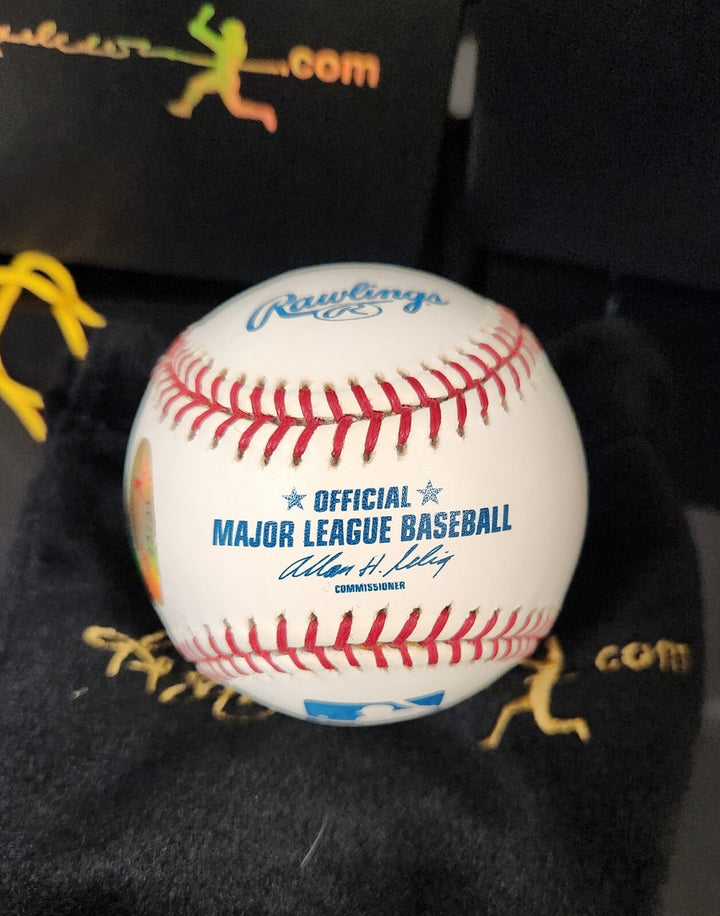 .com
Rawlings
R
OFFICIAL
MAJOR LEAGUE BASEBALL
Allan H. Selig
COMMISSIONER
.com